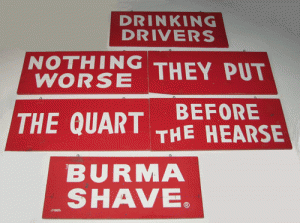 DRINKING
DRIVERS
NOTHING
WORSE
THEY PUT
THE QUART
BEFORE
THE HEARSE
BURMA
SHAVE®